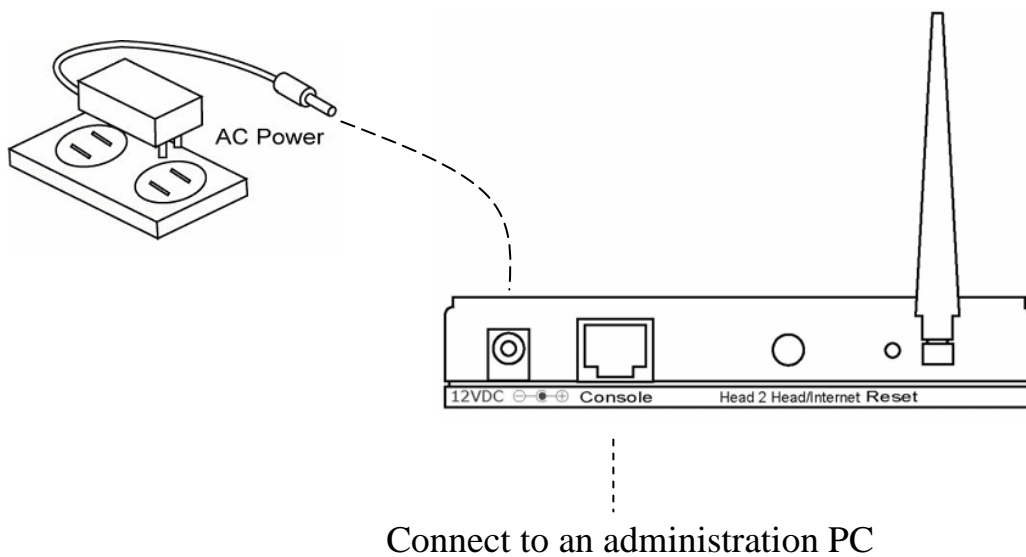 AC Power
12VDC ⊖-●-⊕ Console Head 2 Head/Internet Reset
Connect to an administration PC